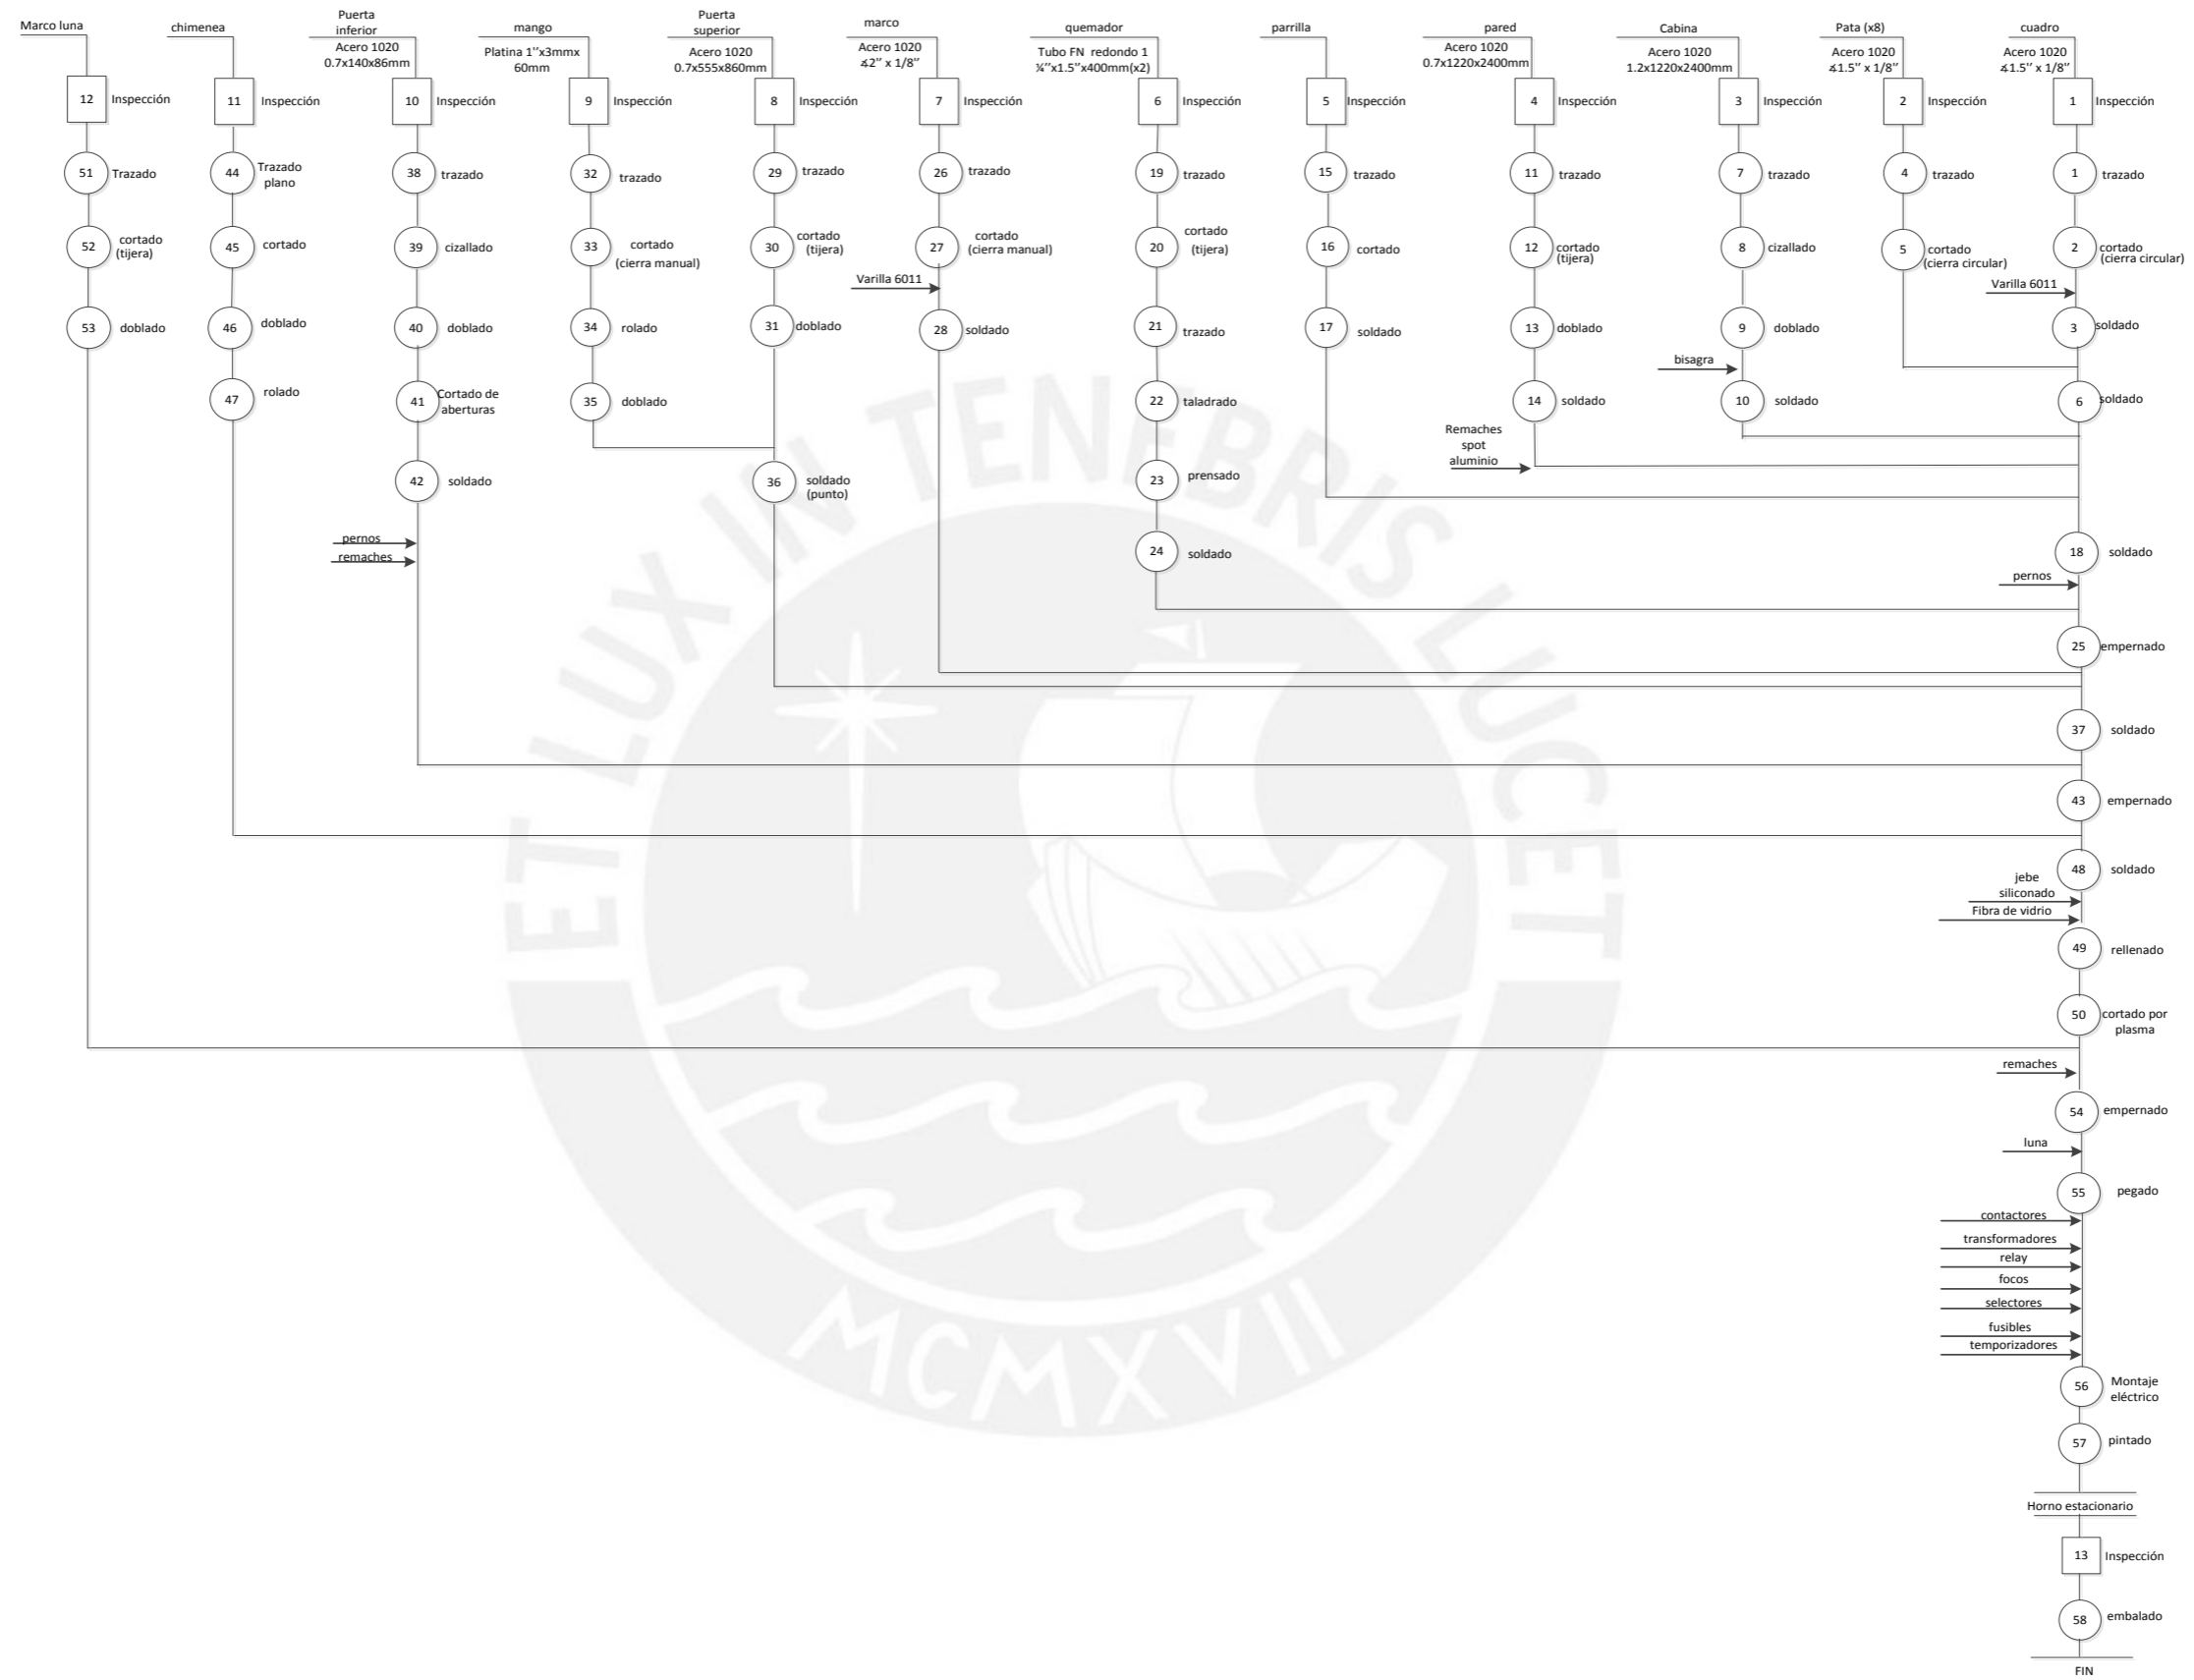 Marco luna
chimenea
Puerta
inferior
mango
Puerta
superior
marco
quemador
parrilla
pared
Cabina
Pata (x8)
cuadro
Acero 1020
0.7x140x86mm
Platina 1''x3mmx
60mm
Acero 1020
0.7x555x860mm
Acero 1020
∡2'' x 1/8''
Tubo FN redondo 1
¼''x1.5''x400mm(x2)
Acero 1020
0.7x1220x2400mm
Acero 1020
1.2x1220x2400mm
Acero 1020
∡1.5'' x 1/8''
Acero 1020
∡1.5'' x 1/8''
12 Inspección
11 Inspección
10 Inspección
9 Inspección
8 Inspección
7 Inspección
6 Inspección
5 Inspección
4 Inspección
3 Inspección
2 Inspección
1 Inspección
51 Trazado
44 Trazado
plano
38 trazado
32 trazado
29 trazado
26 trazado
19 trazado
15 trazado
11 trazado
7 trazado
4 trazado
1 trazado
52 cortado
(tijera)
45 cortado
39 cizallado
33 cortado
(cierra manual)
30 cortado
(tijera)
27 cortado
(cierra manual)
20 cortado
(tijera)
16 cortado
12 cortado
(tijera)
8 cizallado
5 cortado
(cierra circular)
2 cortado
(cierra circular)
Varilla 6011
Varilla 6011
53 doblado
46 doblado
40 doblado
34 rolado
31 doblado
28 soldado
21 trazado
17 soldado
13 doblado
9 doblado
3 soldado
bisagra
47 rolado
41 Cortado de
aberturas
35 doblado
22 taladrado
14 soldado
10 soldado
6 soldado
Remaches
spot
aluminio
42 soldado
36 soldado
(punto)
23 prensado
pernos
remaches
24 soldado
18 soldado
pernos
25 empernado
37 soldado
43 empernado
48 soldado
jebe
siliconado
Fibra de vidrio
49 rellenado
50 cortado por
plasma
remaches
54 empernado
luna
55 pegado
contactores
transformadores
relay
focos
selectores
fusibles
temporizadores
56 Montaje
eléctrico
57 pintado
Horno estacionario
13 Inspección
58 embalado
FIN
ET LUX IN TENEBRIS LUCET
MCMXVII